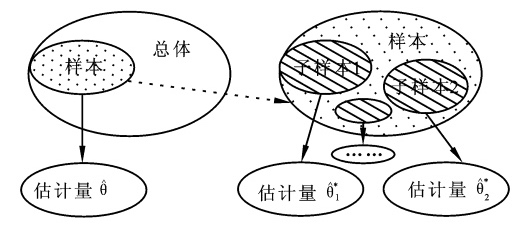 总体
样本
样本
子样本1
子样本2
……
估计量 θ̂
估计量 θ̂₁*
估计量 θ̂₂*